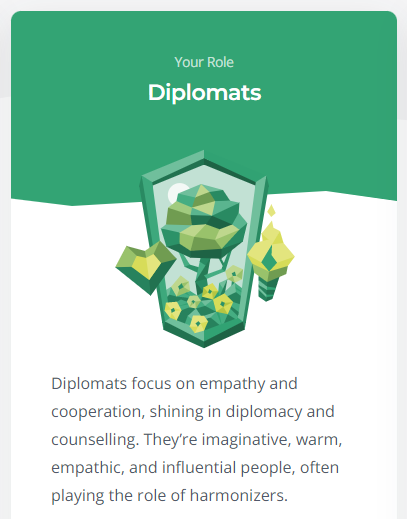 Your Role
Diplomats
Diplomats focus on empathy and
cooperation, shining in diplomacy and
counselling. They’re imaginative, warm,
empathic, and influential people, often
playing the role of harmonizers.